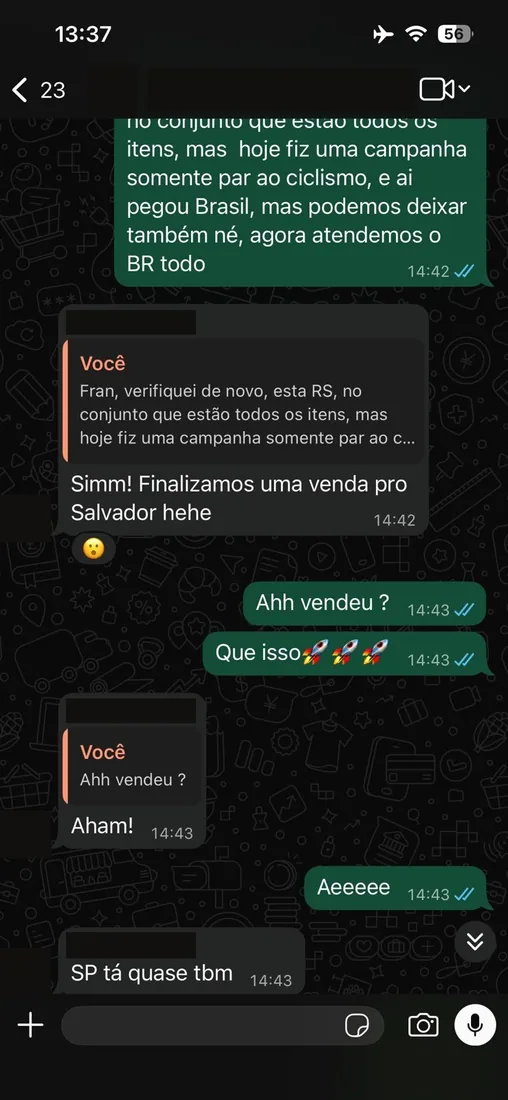 13:37
56
23
no conjunto que estão todos os
itens, mas  hoje fiz uma campanha
somente par ao ciclismo, e ai
pegou Brasil, mas podemos deixar
também né, agora atendemos o
BR todo
14:42
Você
Fran, verifiquei de novo, esta RS, no
conjunto que estão todos os itens, mas
hoje fiz uma campanha somente par ao c...
Simm! Finalizamos uma venda pro
Salvador hehe
14:42
😮
Ahh vendeu ? 14:43
Que isso🚀🚀🚀 14:43
Você
Ahh vendeu ?
Aham! 14:43
Aeeeee 14:43
SP tá quase tbm 14:43